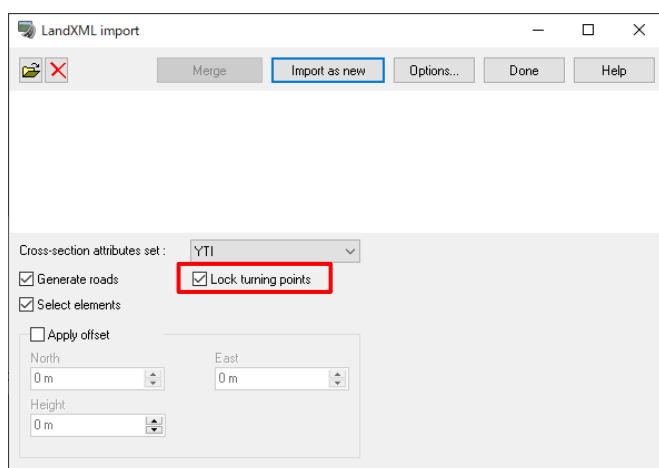 LandXML import
Merge Import as new Options... Done Help
Cross-section attributes set : YTI
Generate roads Lock turning points
Select elements
Apply offset
North East
0 m 0 m
Height
0 m